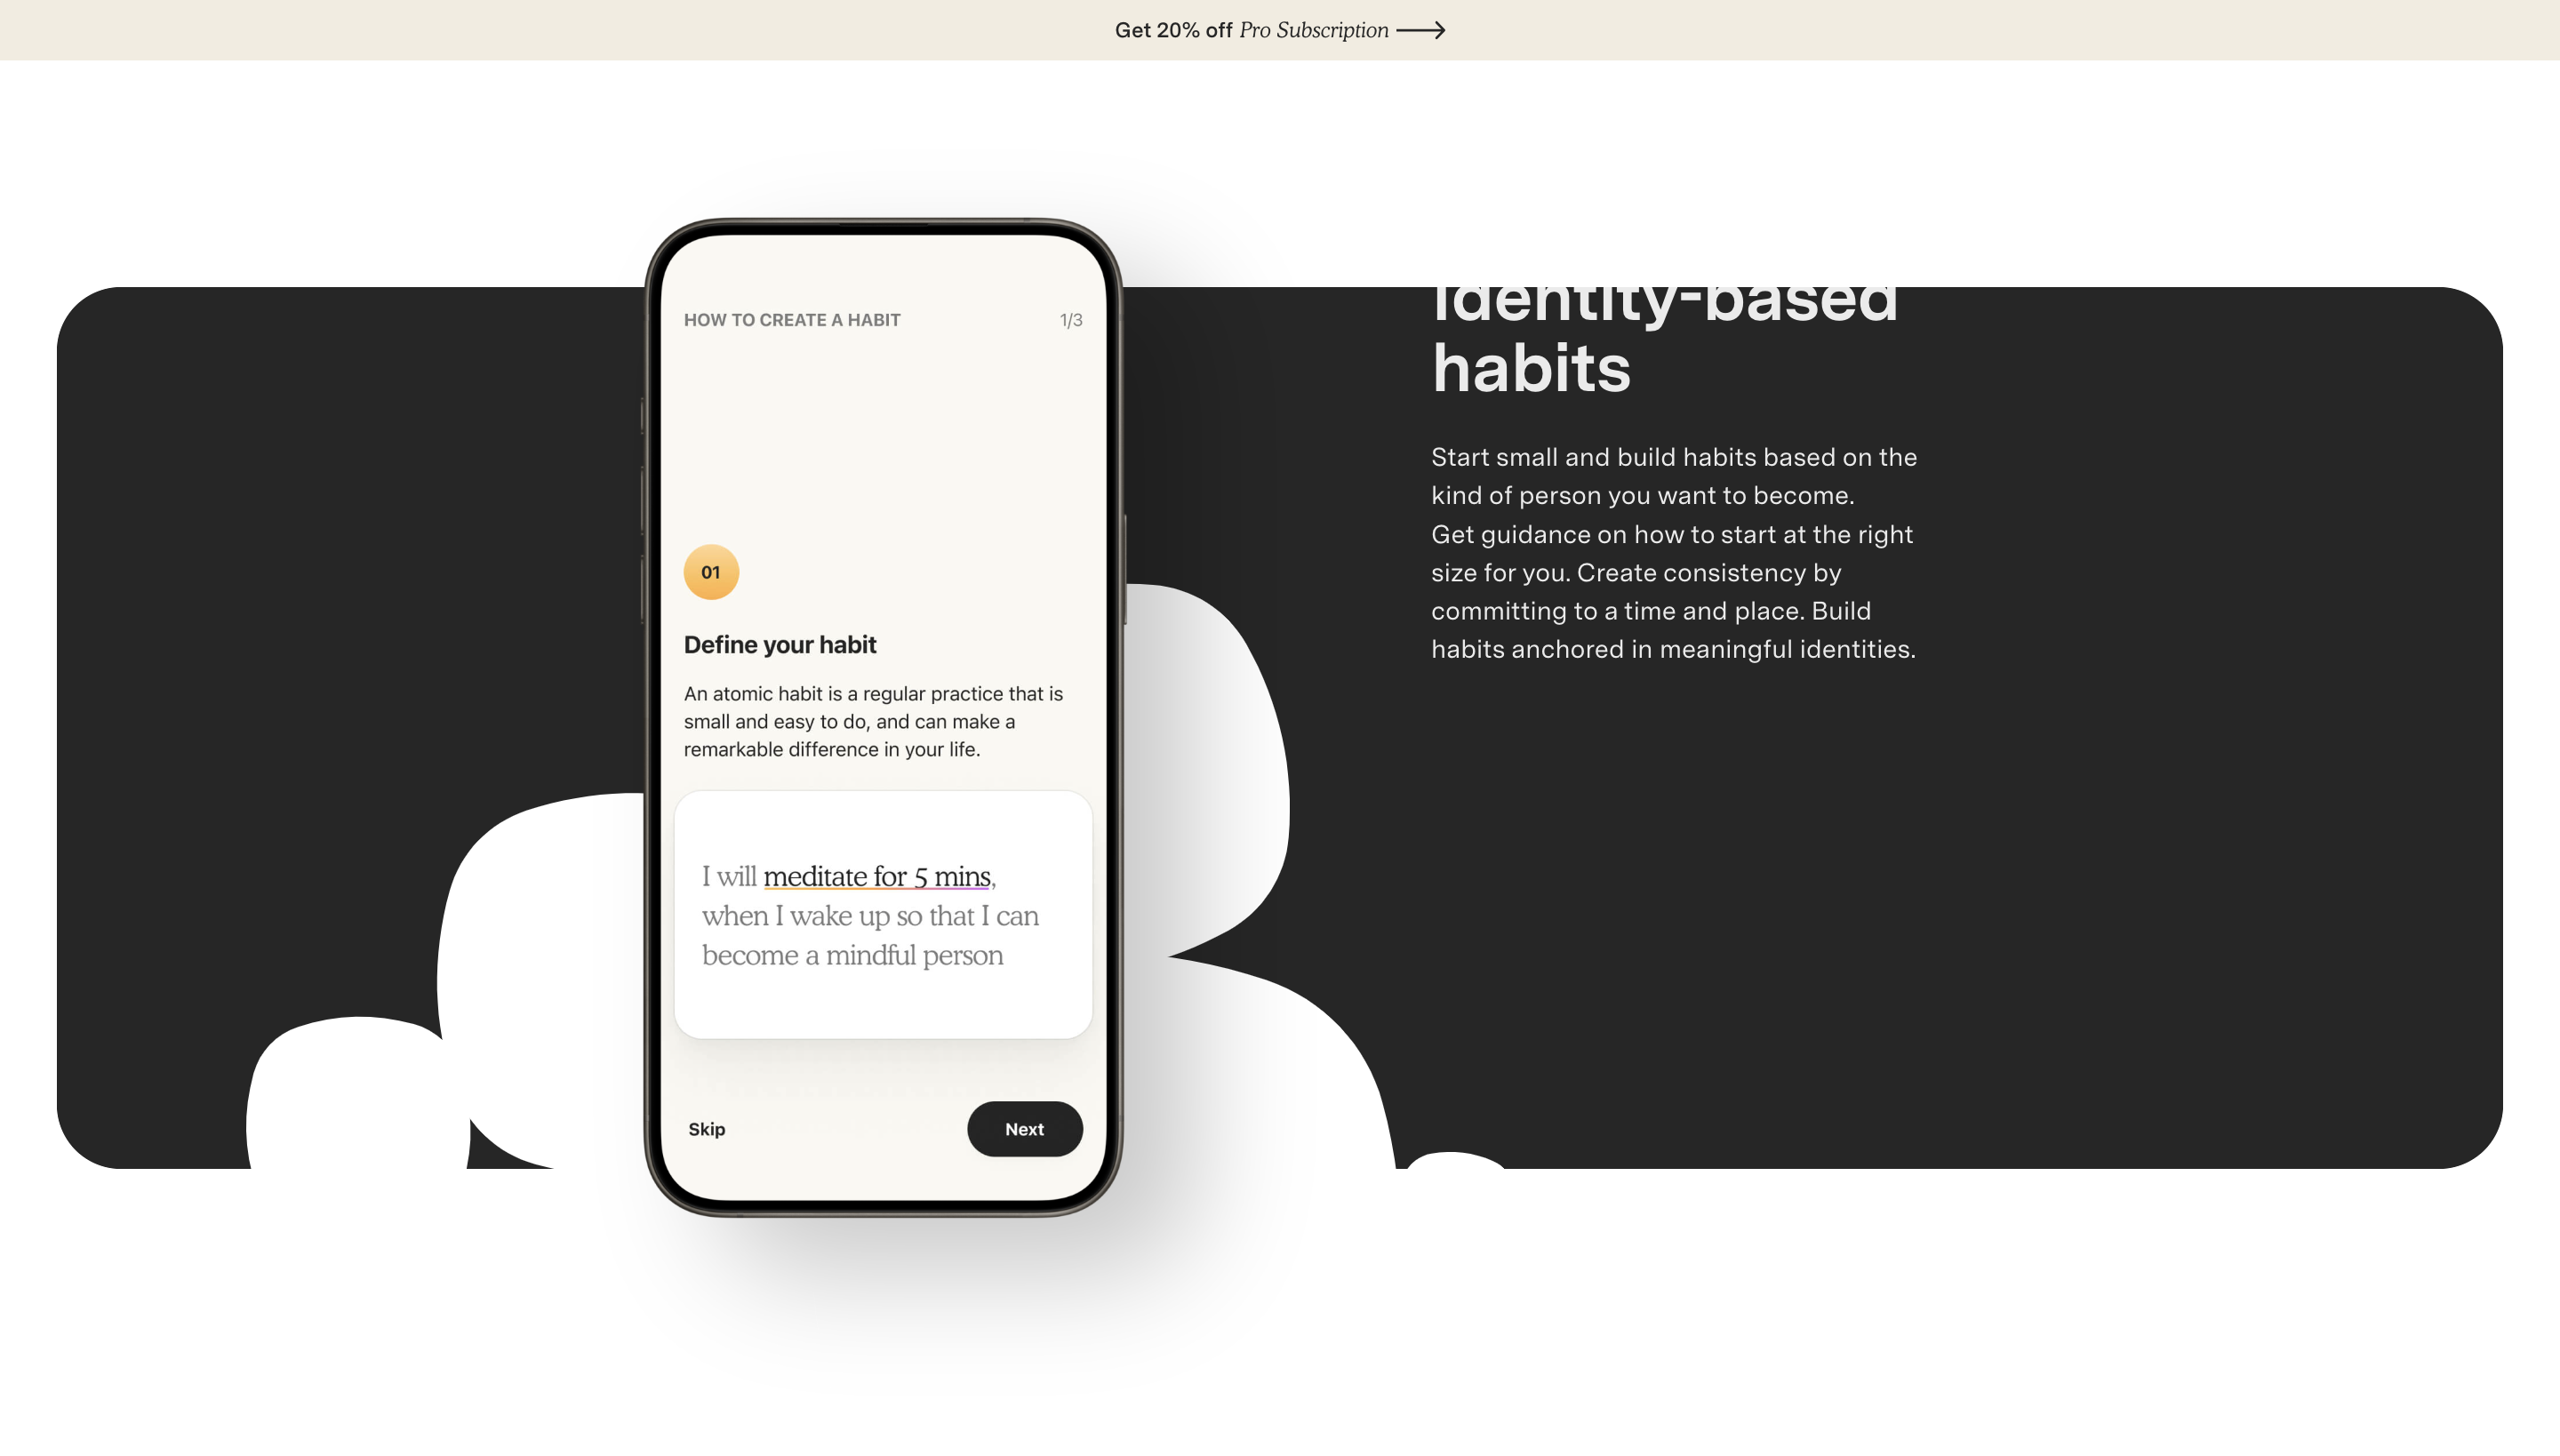 Get 20% off Pro Subscription
HOW TO CREATE A HABIT
1/3
01
Define your habit
An atomic habit is a regular practice that is
small and easy to do, and can make a
remarkable difference in your life.
I will meditate for 5 mins,
when I wake up so that I can
become a mindful person
Skip
Next
Identity-based
habits
Start small and build habits based on the
kind of person you want to become.
Get guidance on how to start at the right
size for you. Create consistency by
committing to a time and place. Build
habits anchored in meaningful identities.